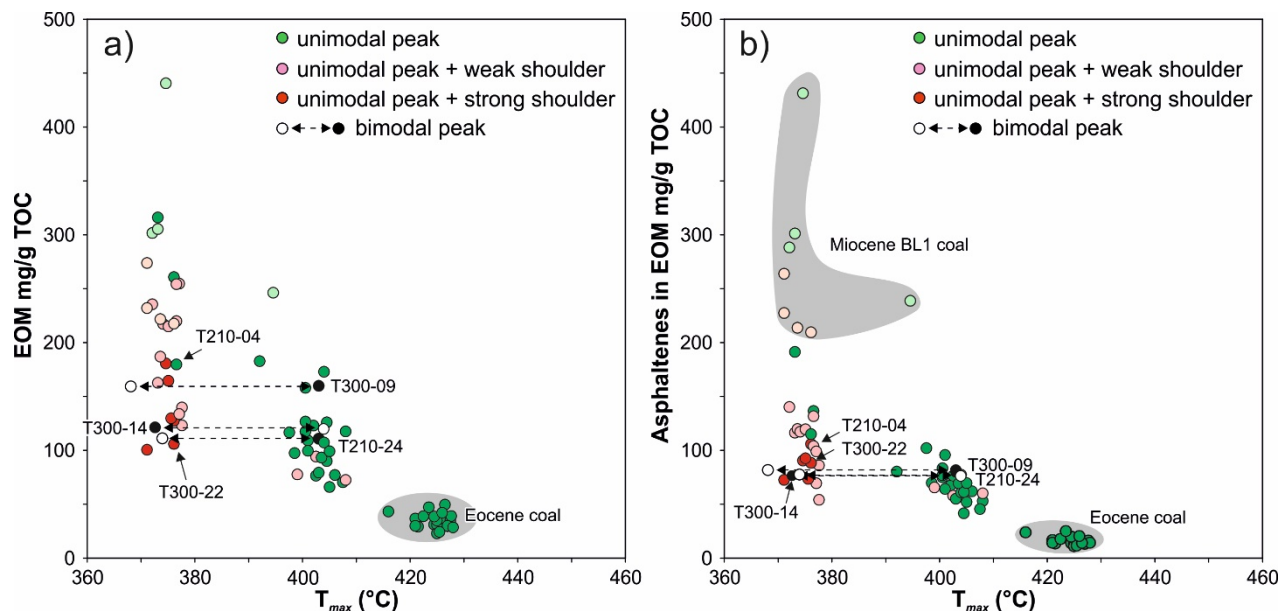 a)
unimodal peak
unimodal peak + weak shoulder
unimodal peak + strong shoulder
bimodal peak
EOM mg/g TOC
500
400
300
200
100
0
T210-04
T300-09
T300-14
T210-24
T300-22
Eocene coal
360
380
400
420
440
460
Tmax (°C)
b)
unimodal peak
unimodal peak + weak shoulder
unimodal peak + strong shoulder
bimodal peak
Asphaltenes in EOM mg/g TOC
500
400
300
200
100
0
Miocene BL1 coal
T210-04
T300-22
T300-09
T210-24
T300-14
Eocene coal
360
380
400
420
440
460
Tmax (°C)